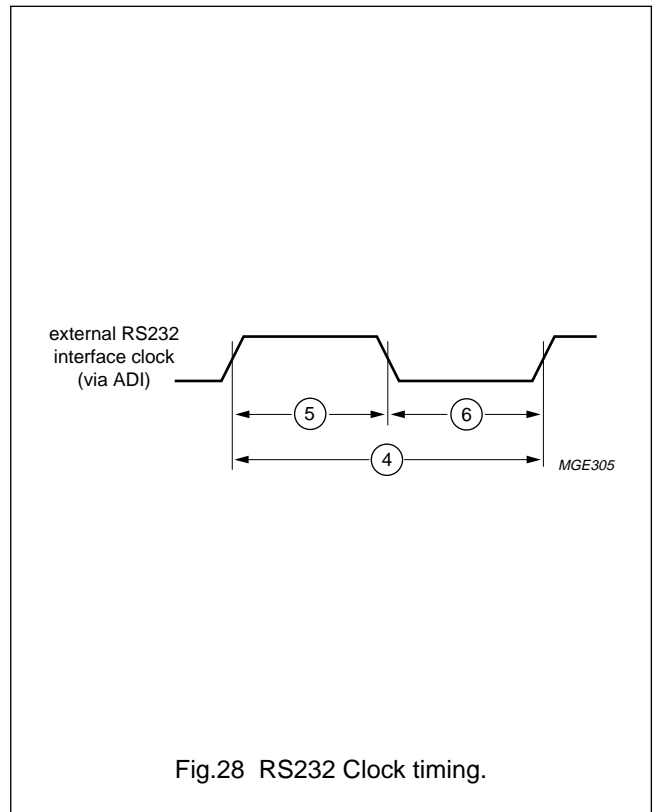 external RS232
interface clock
(via ADI)
5
6
4
MGE305
Fig.28 RS232 Clock timing.